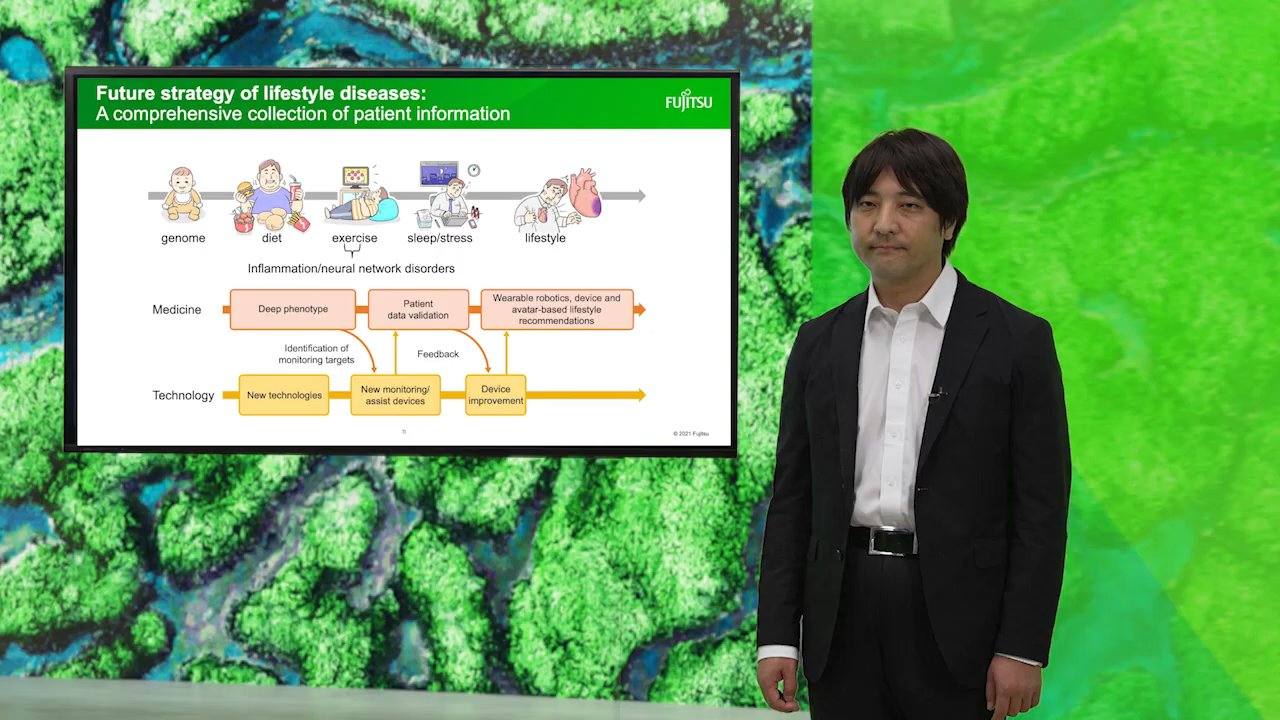 Future strategy of lifestyle diseases:
A comprehensive collection of patient information
FUJITSU
genome
diet
exercise
sleep/stress
lifestyle
Inflammation/neural network disorders
Medicine
Deep phenotype
Patient
data validation
Wearable robotics, device and
avatar-based lifestyle
recommendations
Identification of
monitoring targets
Feedback
Technology
New technologies
New monitoring/
assist devices
Device
improvement
11
© 2021 Fujitsu